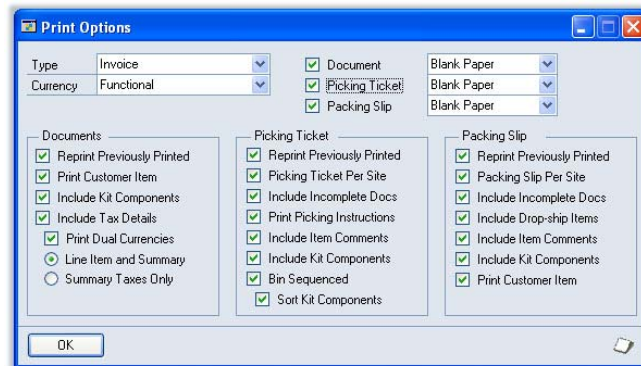 Print Options
Type Invoice
Currency Functional
Document Blank Paper
Picking Ticket Blank Paper
Packing Slip Blank Paper
Documents
Reprint Previously Printed
Print Customer Item
Include Kit Components
Include Tax Details
Print Dual Currencies
Line Item and Summary
Summary Taxes Only
Picking Ticket
Reprint Previously Printed
Picking Ticket Per Site
Include Incomplete Docs
Print Picking Instructions
Include Item Comments
Include Kit Components
Bin Sequenced
Sort Kit Components
Packing Slip
Reprint Previously Printed
Packing Slip Per Site
Include Incomplete Docs
Include Drop-ship Items
Include Item Comments
Include Kit Components
Print Customer Item
OK